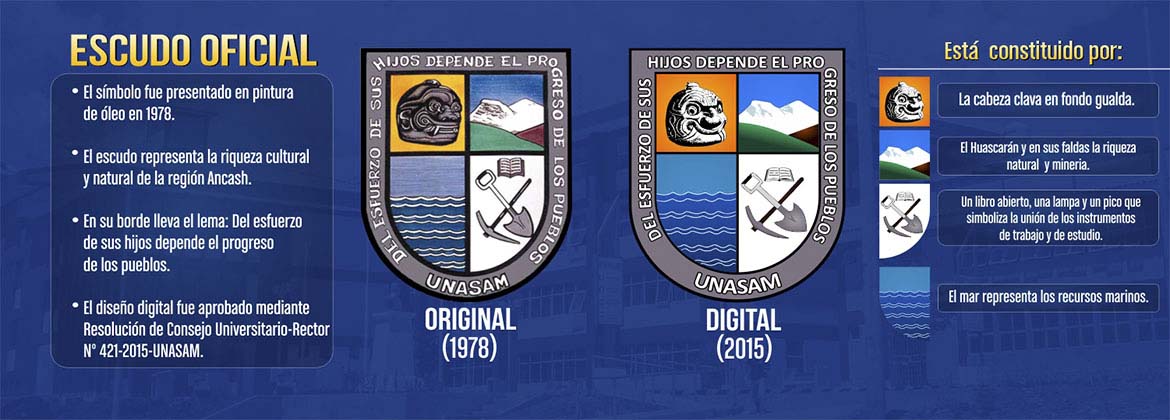 ESCUDO OFICIAL
• El símbolo fue presentado en pintura
de óleo en 1978.
• El escudo representa la riqueza cultural
y natural de la región Ancash.
• En su borde lleva el lema: Del esfuerzo
de sus hijos depende el progreso
de los pueblos.
• El diseño digital fue aprobado mediante
Resolución de Consejo Universitario-Rector
N° 421-2015-UNASAM.
DEL ESFUERZO DE SUS HIJOS DEPENDE EL PROGRESO DE LOS PUEBLOS
UNASAM
ORIGINAL
(1978)
DEL ESFUERZO DE SUS HIJOS DEPENDE EL PRO GRESO DE LOS PUEBLOS
UNASAM
DIGITAL
(2015)
Está constituido por:
La cabeza clava en fondo gualda.
El Huascarán y en sus faldas la riqueza
natural y mineria.
Un libro abierto, una lampa y un pico que
simboliza la unión de los instrumentos
de trabajo y de estudio.
El mar representa los recursos marinos.